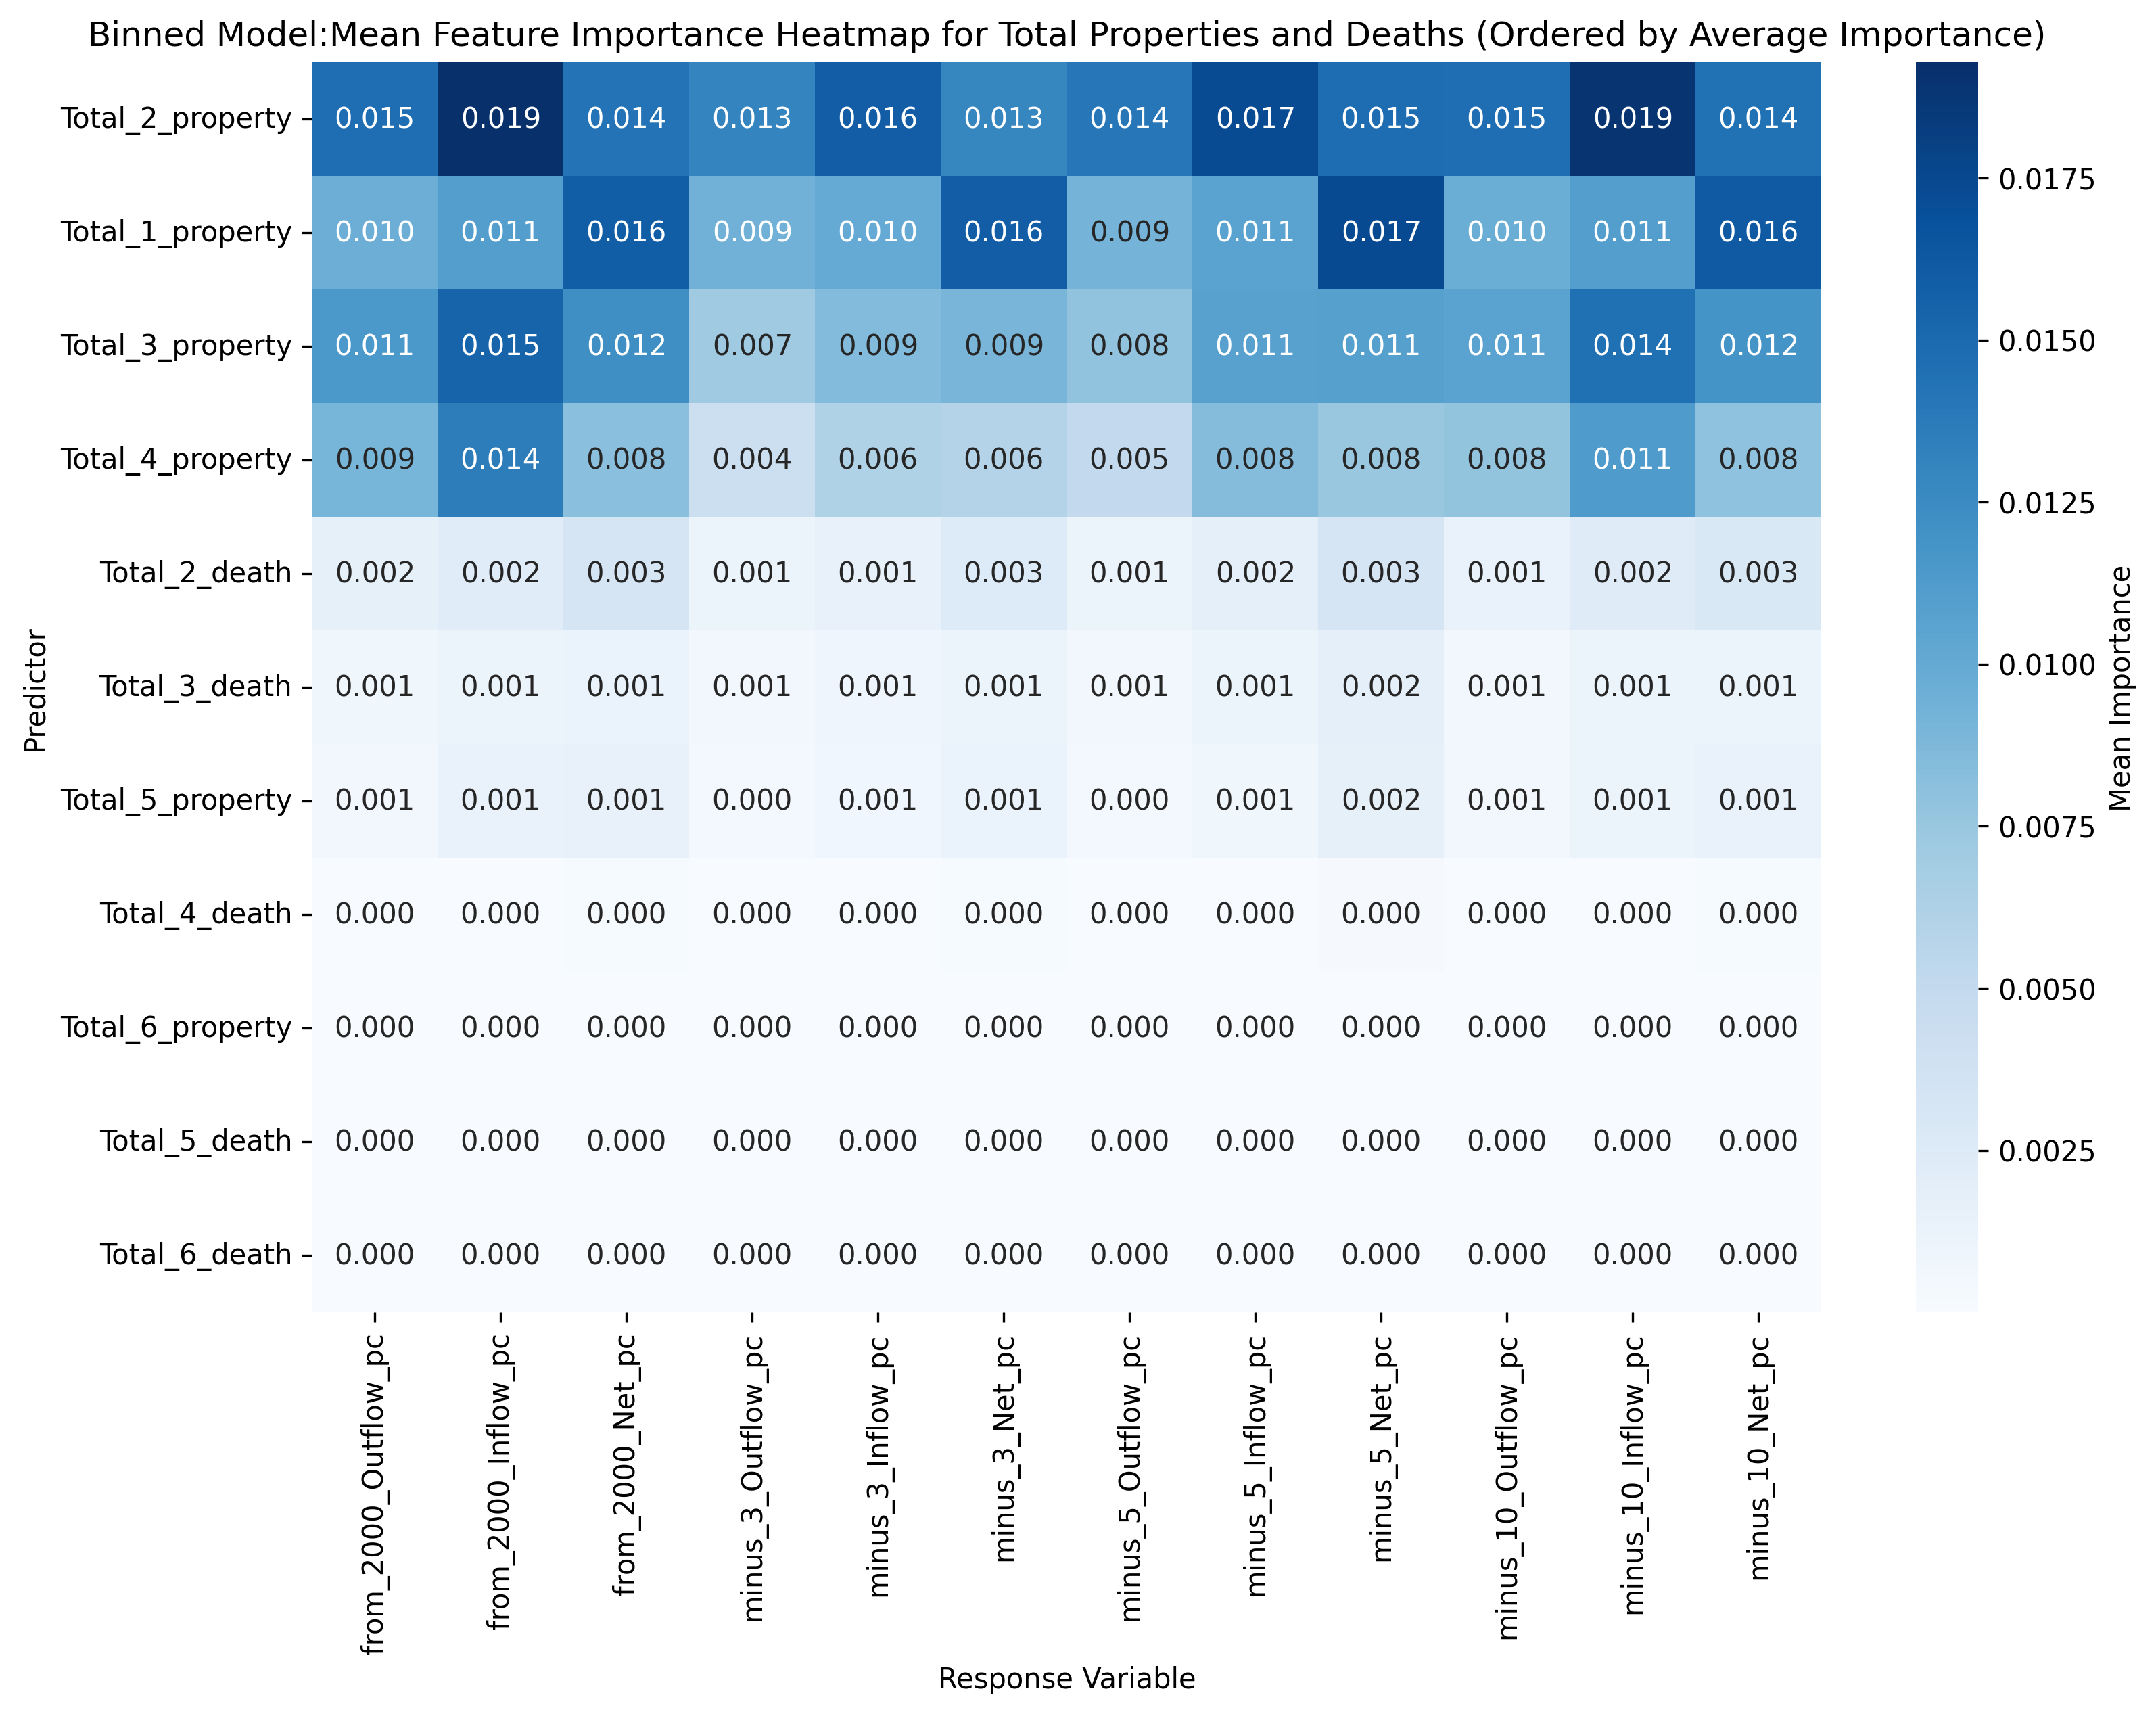 Binned Model:Mean Feature Importance Heatmap for Total Properties and Deaths (Ordered by Average Importance)
Total_2_property 0.015 0.019 0.014 0.013 0.016 0.013 0.014 0.017 0.015 0.015 0.019 0.014
Total_1_property 0.010 0.011 0.016 0.009 0.010 0.016 0.009 0.011 0.017 0.010 0.011 0.016
Total_3_property 0.011 0.015 0.012 0.007 0.009 0.009 0.008 0.011 0.011 0.011 0.014 0.012
Total_4_property 0.009 0.014 0.008 0.004 0.006 0.006 0.005 0.008 0.008 0.008 0.011 0.008
Total_2_death 0.002 0.002 0.003 0.001 0.001 0.003 0.001 0.002 0.003 0.001 0.002 0.003
Total_3_death 0.001 0.001 0.001 0.001 0.001 0.001 0.001 0.001 0.002 0.001 0.001 0.001
Total_5_property 0.001 0.001 0.001 0.000 0.001 0.001 0.000 0.001 0.002 0.001 0.001 0.001
Total_4_death 0.000 0.000 0.000 0.000 0.000 0.000 0.000 0.000 0.000 0.000 0.000 0.000
Total_6_property 0.000 0.000 0.000 0.000 0.000 0.000 0.000 0.000 0.000 0.000 0.000 0.000
Total_5_death 0.000 0.000 0.000 0.000 0.000 0.000 0.000 0.000 0.000 0.000 0.000 0.000
Total_6_death 0.000 0.000 0.000 0.000 0.000 0.000 0.000 0.000 0.000 0.000 0.000 0.000
Predictor
from_2000_Outflow_pc
from_2000_Inflow_pc
from_2000_Net_pc
minus_3_Outflow_pc
minus_3_Inflow_pc
minus_3_Net_pc
minus_5_Outflow_pc
minus_5_Inflow_pc
minus_5_Net_pc
minus_10_Outflow_pc
minus_10_Inflow_pc
minus_10_Net_pc
Response Variable
0.0175
0.0150
0.0125
0.0100
0.0075
0.0050
0.0025
Mean Importance